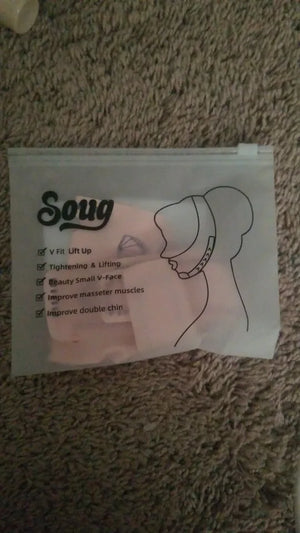 Soug
V Fit Lift Up
Tightening & Lifting
Beauty Small V-Face
Improve masseter muscles
Improve double chin